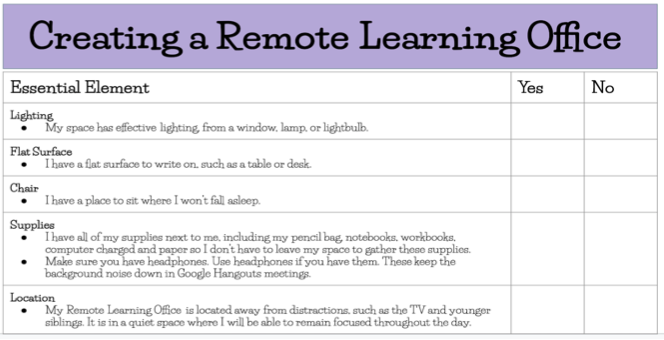 Creating a Remote Learning Office
Essential Element Yes No
Lighting
● My space has effective lighting, from a window, lamp, or lightbulb.
Flat Surface
● I have a flat surface to write on, such as a table or desk.
Chair
● I have a place to sit where I won't fall asleep.
Supplies
● I have all of my supplies next to me, including my pencil bag, notebooks, workbooks,
computer charged and paper so I don't have to leave my space to gather these supplies.
● Make sure you have headphones. Use headphones if you have them. These keep the
background noise down in Google Hangouts meetings.
Location
● My Remote Learning Office is located away from distractions, such as the TV and younger
siblings. It is in a quiet space where I will be able to remain focused throughout the day.